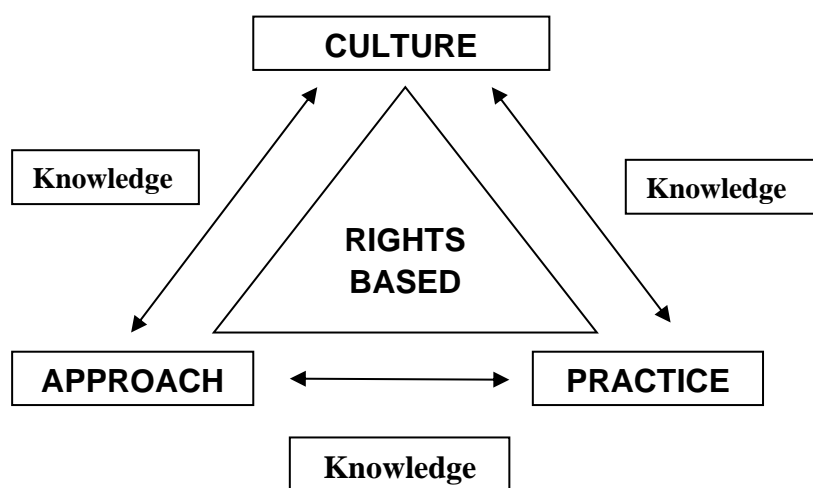 CULTURE
Knowledge
Knowledge
RIGHTS
BASED
APPROACH
PRACTICE
Knowledge